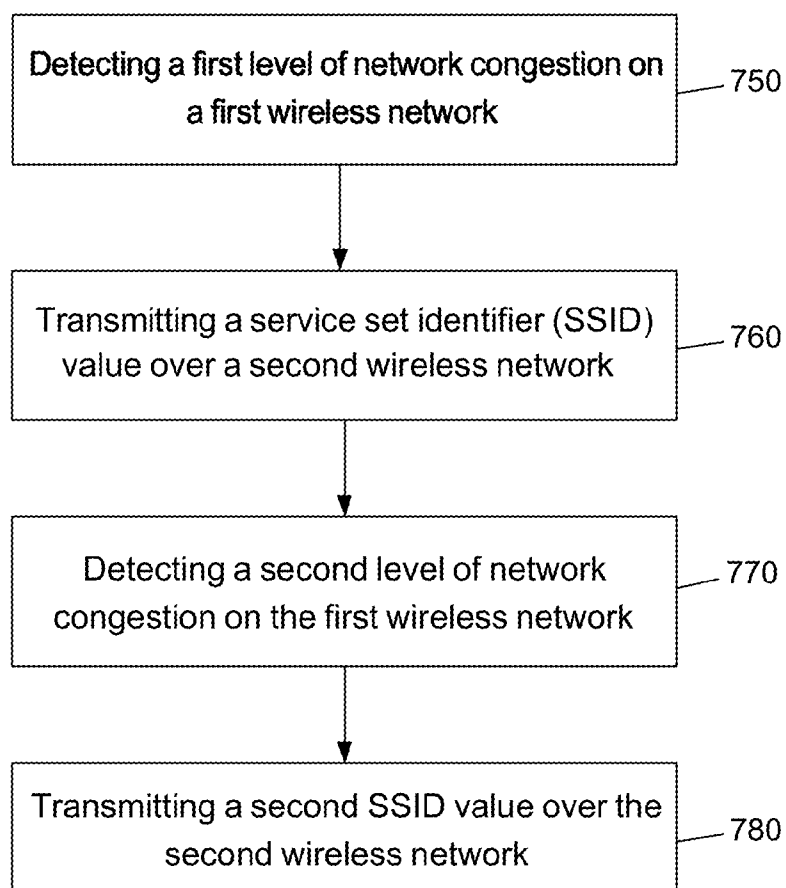 Detecting a first level of network congestion on
a first wireless network
750
Transmitting a service set identifier (SSID)
value over a second wireless network
760
Detecting a second level of network
congestion on the first wireless network
770
Transmitting a second SSID value over the
second wireless network
780